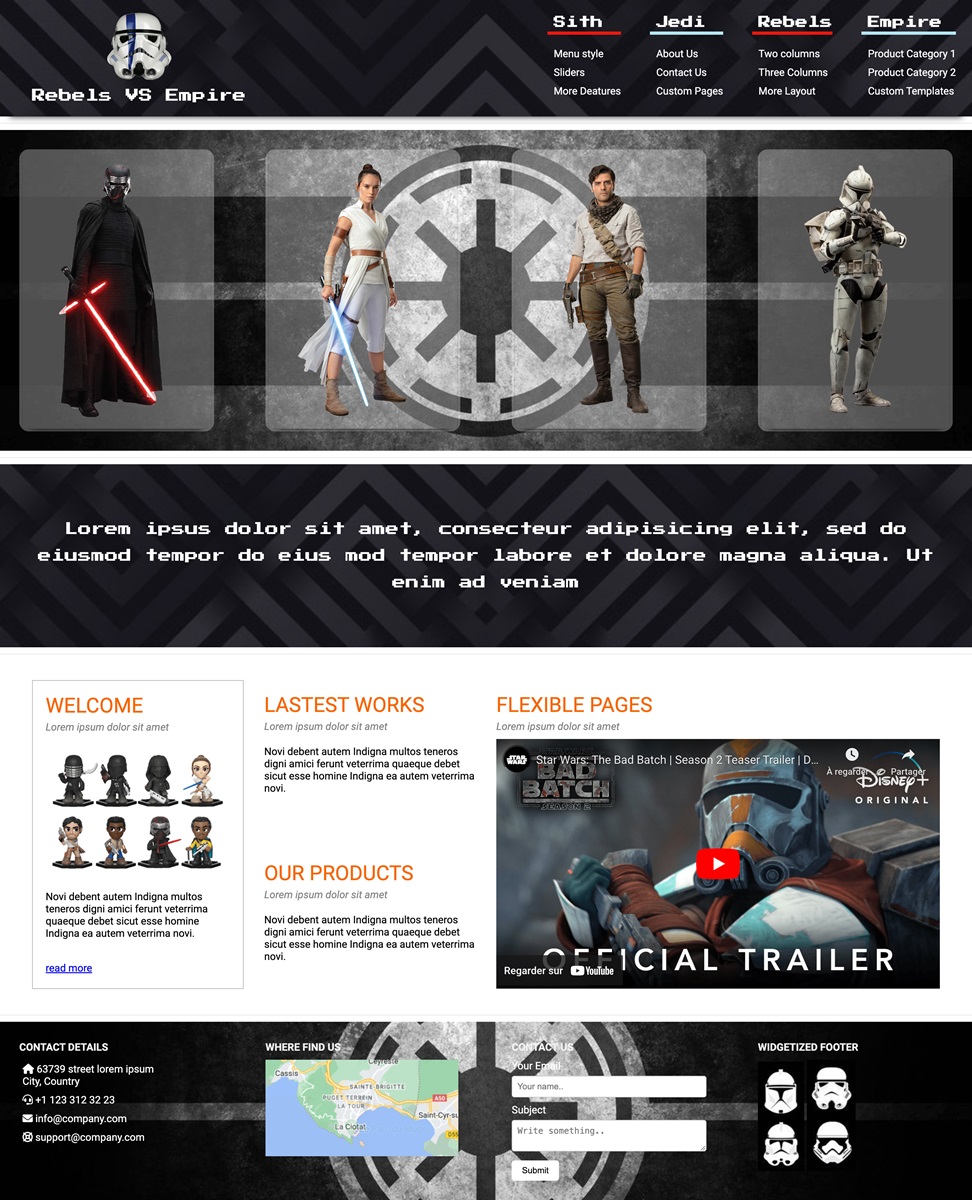 Rebels VS Empire
Sith
Menu style
Sliders
More Deatures
Jedi
About Us
Contact Us
Custom Pages
Rebels
Two columns
Three Columns
More Layout
Empire
Product Category 1
Product Category 2
Custom Templates
Lorem ipsus dolor sit amet, consecteur adipisicing elit, sed do
eiusmod tempor do eius mod tempor labore et dolore magna aliqua. Ut
enim ad veniam
WELCOME
Lorem ipsum dolor sit amet
Novi debent autem Indigna multos
teneros digni amici ferunt veterrima
quaeque debet sicut esse homine
Indigna ea autem veterrima novi.
read more
LASTEST WORKS
Lorem ipsum dolor sit amet
Novi debent autem Indigna multos teneros
digni amici ferunt veterrima quaeque debet
sicut esse homine Indigna ea autem veterrima
novi.
OUR PRODUCTS
Lorem ipsum dolor sit amet
Novi debent autem Indigna multos teneros
digni amici ferunt veterrima quaeque debet
sicut esse homine Indigna ea autem veterrima
novi.
FLEXIBLE PAGES
Lorem ipsum dolor sit amet
STAR WARS
Star Wars: The Bad Batch | Season 2 Teaser Trailer | D...
À regarder
Partager
BAD
BATCH
SEASON 2
Disney+
ORIGINAL
OFFICIAL TRAILER
Regarder sur YouTube
CONTACT DETAILS
63739 street lorem ipsum
City, Country
+1 123 312 32 23
info@company.com
support@company.com
WHERE FIND US
Ceyreste
Cassis
SAINTE BRIGITTE
PUGET TERREIN
LA TOUR
A50
La Ciotat
Saint-Cyr-su
D55
CONTACT US
Your Email
Your name..
Subject
Write something..
Submit
WIDGETIZED FOOTER